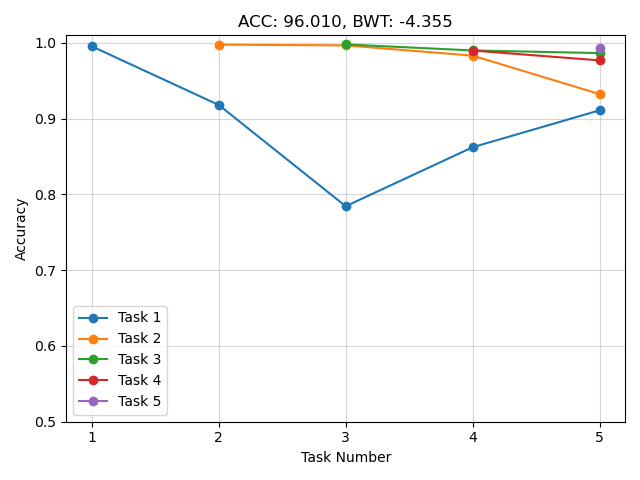 ACC: 96.010, BWT: -4.355
1.0
0.9
0.8
0.7
0.6
0.5
Accuracy
Task 1
Task 2
Task 3
Task 4
Task 5
1 2 3 4 5
Task Number